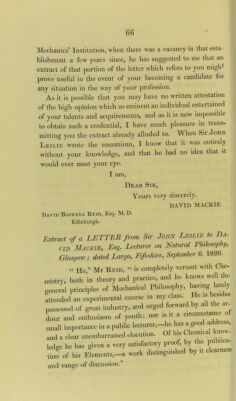 66
Mechanics' Institution, when there was a vacancy in that esta-
blishment a few years since, he has suggested to me that an
extract of that portion of the letter which refers to you might
prove useful in the event of your becoming a candidate for
any situation in the way of your profession.
As it is possible that you may have no written attestation
of the high opinion which so eminent an individual entertained
of your talents and acquirements, and as it is now impossible
to obtain such a credential, I have much pleasure in trans-
mitting you the extract already alluded to. When Sir John
Leslie wrote the encomium, I know that it was entirely
without your knowledge, and that he had no idea that it
would ever meet your eye.
I am,
Dear Sir,
Yours very sincerely,
DAVID MACKIE.
David Boswell Reid, Esq. M. D.
Edinburgh.
Extract of a LETTER from Sir John Leslie to Da-
vid Mackie, Esq. Lecturer on Natural Philosophy,
Glasgow; dated Largo, Fifeshire, September 6. 1826.
" He," Mr Reid, " is completely versant with Che-
mistry, both in theory and practice, and he knows well the
general principles of Mechanical Philosophy, having lately
attended an experimental course in my class. He is besides
possessed of great industry, and urged forward by all the ar-
dour and enthusiasm of youth; nor is it a circumstance of
small importance in a public lecturer,—he has a good address,
and a clear unembarrassed elocution. Of his Chemical know-
ledge he has given a very satisfactory proof, by the publica-
tion of his Elements,—a work distinguished by it clearness
and range of discussion."